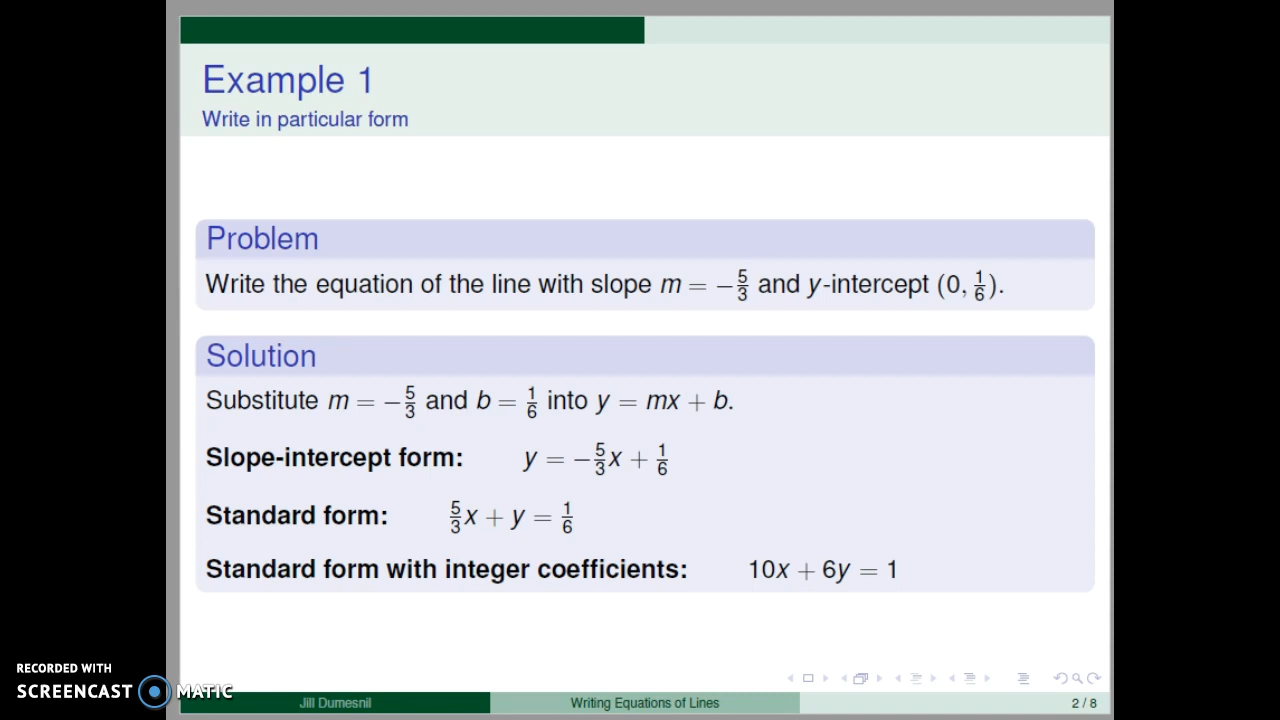 Example 1
Write in particular form
Problem
Write the equation of the line with slope m = −5/3 and y-intercept (0, 1/6).
Solution
Substitute m = −5/3 and b = 1/6 into y = mx + b.
Slope-intercept form: y = −5/3x + 1/6
Standard form: 5/3x + y = 1/6
Standard form with integer coefficients: 10x + 6y = 1
RECORDED WITH
SCREENCAST MATIC
Jill Dumesnil Writing Equations of Lines 2 / 8